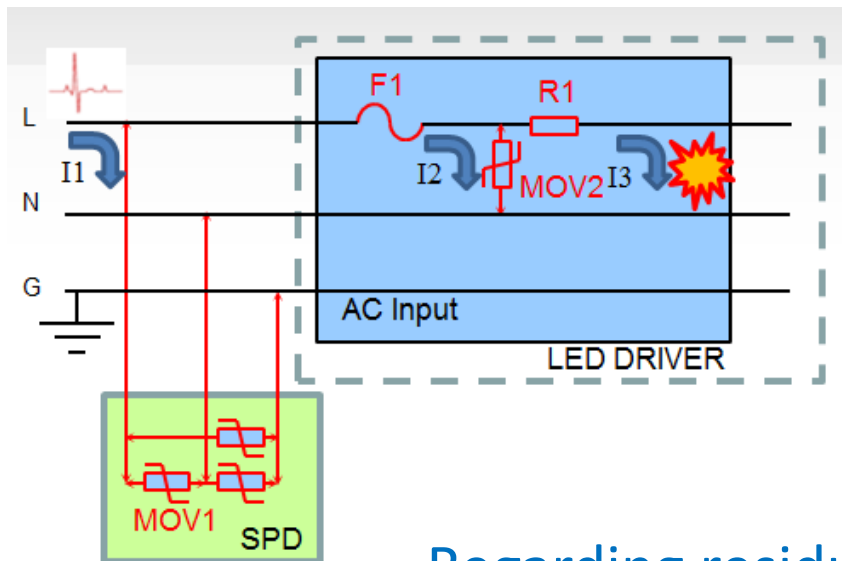 F1
R1
L
I1
I2
MOV2
I3
N
G
AC Input
LED DRIVER
MOV1
SPD